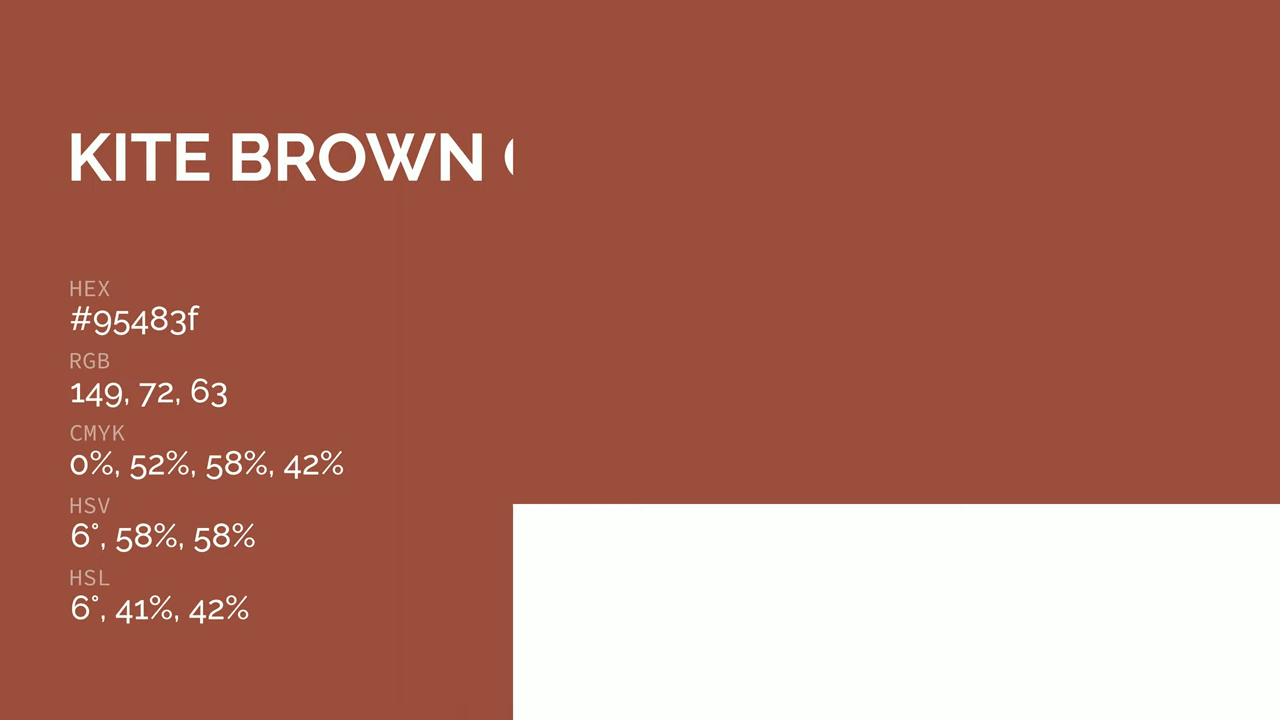 KITE BROWN
HEX
#95483f
RGB
149, 72, 63
CMYK
0%, 52%, 58%, 42%
HSV
6°, 58%, 58%
HSL
6°, 41%, 42%